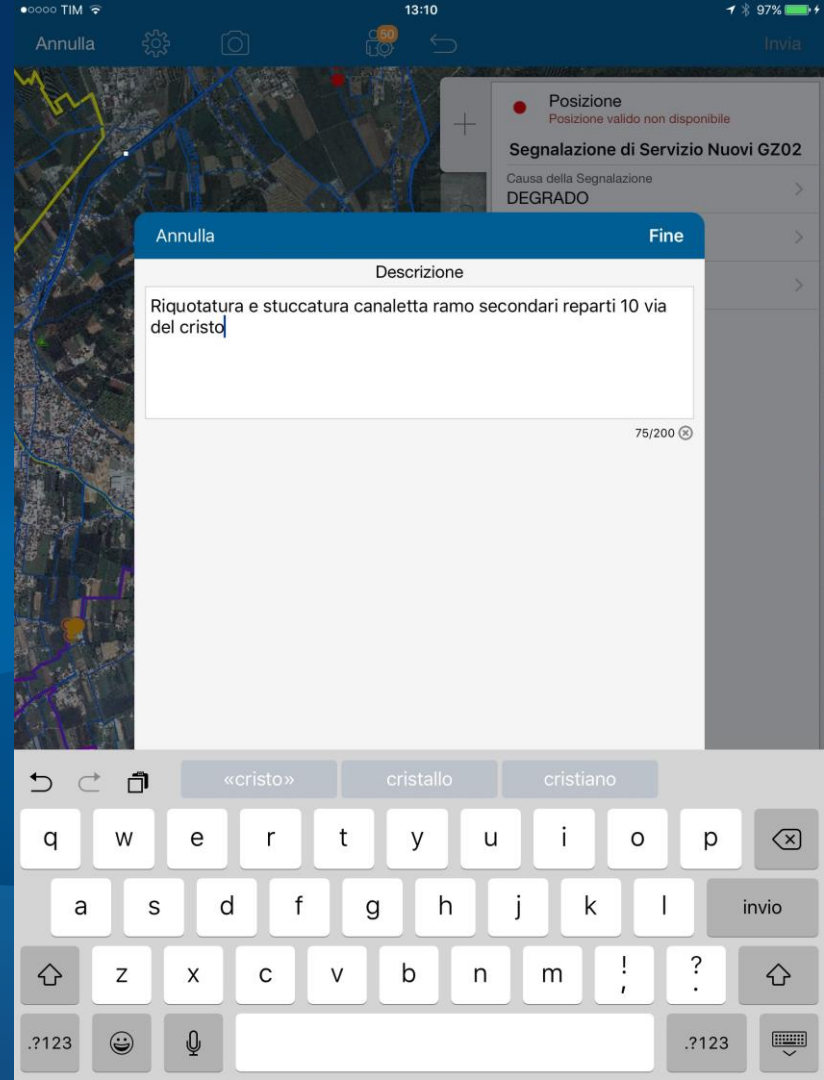 TIM
13:10
97%
Annulla
50
Invia
Posizione
Posizione valido non disponibile
Segnalazione di Servizio Nuovi GZ02
Causa della Segnalazione
DEGRADO
Annulla
Fine
Descrizione
Riquotatura e stuccatura canaletta ramo secondari reparti 10 via
del cristo
75/200
«cristo» cristallo cristiano
q w e r t y u i o p
a s d f g h j k l invio
z x c v b n m ! , ? .
.?123 .?123